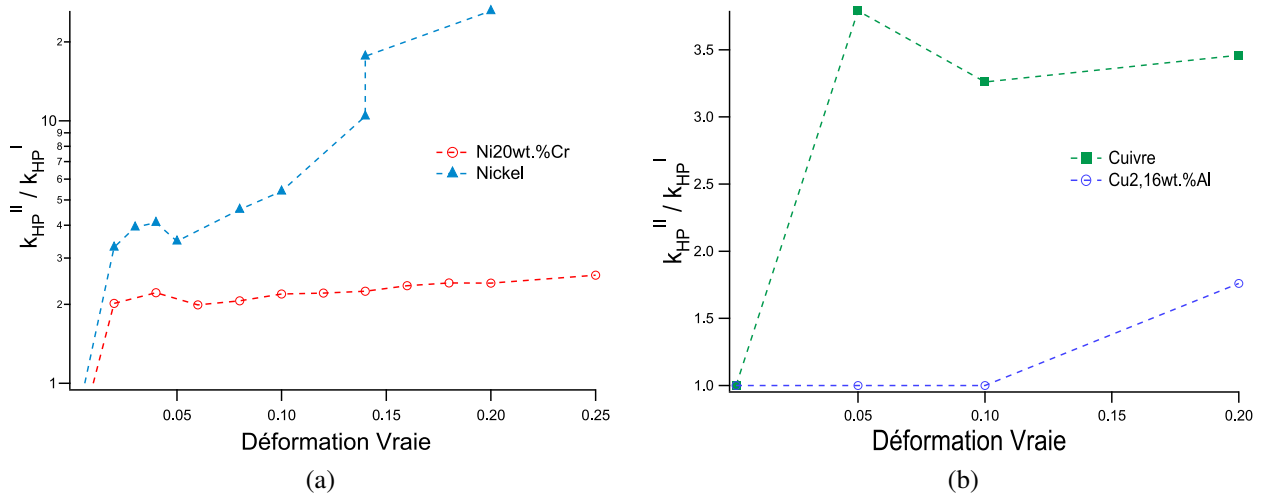 2
10
9
8
7
6
5
4
3
2
1
k_HP^II / k_HP^I
Ni20wt.%Cr
Nickel
0.05 0.10 0.15 0.20 0.25
Déformation Vraie
(a)
3.5
3.0
2.5
2.0
1.5
1.0
k_HP^II / k_HP^I
Cuivre
Cu2,16wt.%Al
0.05 0.10 0.15 0.20
Déformation Vraie
(b)